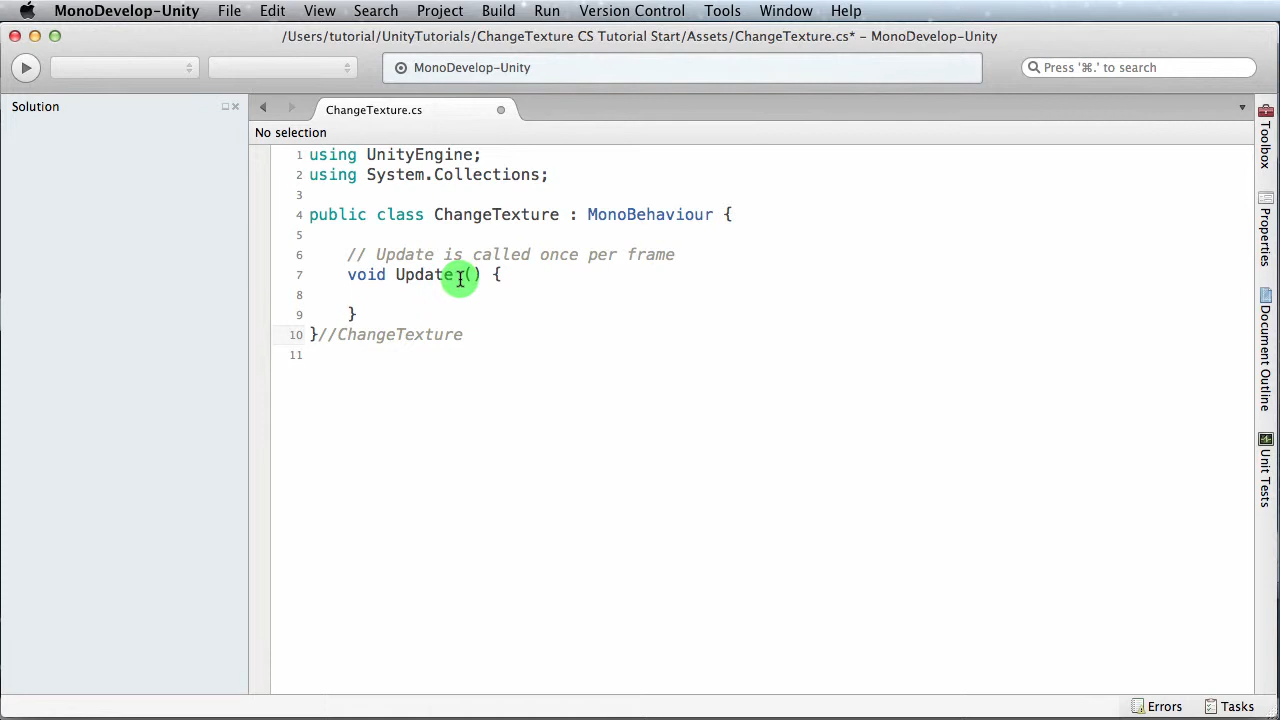 MonoDevelop-Unity File Edit View Search Project Build Run Version Control Tools Window Help
/Users/tutorial/UnityTutorials/ChangeTexture CS Tutorial Start/Assets/ChangeTexture.cs* – MonoDevelop-Unity
MonoDevelop-Unity
Press '⌘.' to search
Solution
ChangeTexture.cs
No selection
1 using UnityEngine;
2 using System.Collections;
3
4 public class ChangeTexture : MonoBehaviour {
5
6 // Update is called once per frame
7 void Update () {
8
9 }
10 }//ChangeTexture
11
Toolbox
Properties
Document Outline
Unit Tests
Errors Tasks